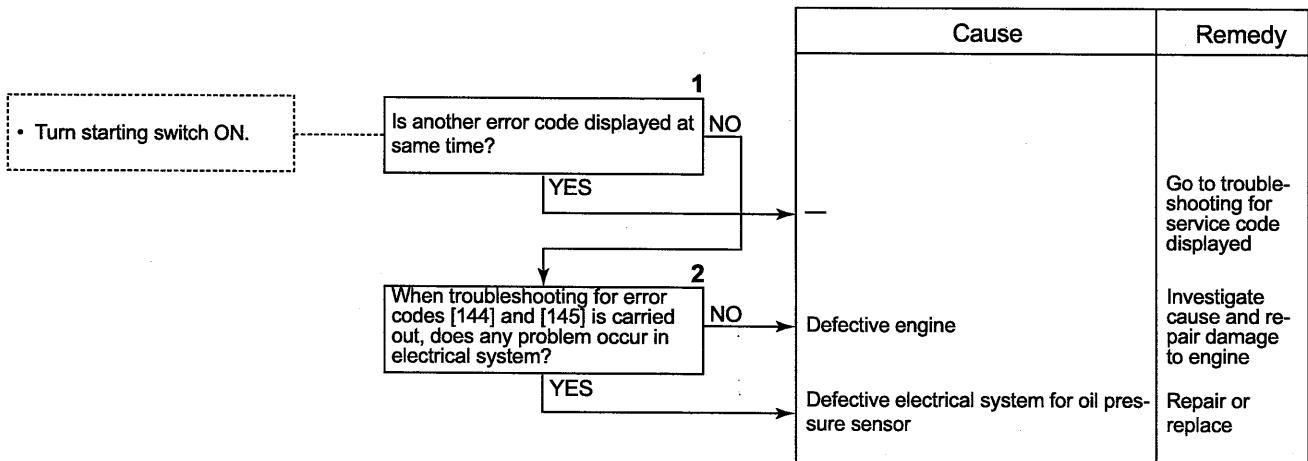 Cause
Remedy
1
• Turn starting switch ON.
Is another error code displayed at
same time?
NO
YES
—
Go to trouble-
shooting for
service code
displayed
2
When troubleshooting for error
codes [144] and [145] is carried
out, does any problem occur in
electrical system?
NO
Defective engine
Investigate
cause and re-
pair damage
to engine
YES
Defective electrical system for oil pres-
sure sensor
Repair or
replace